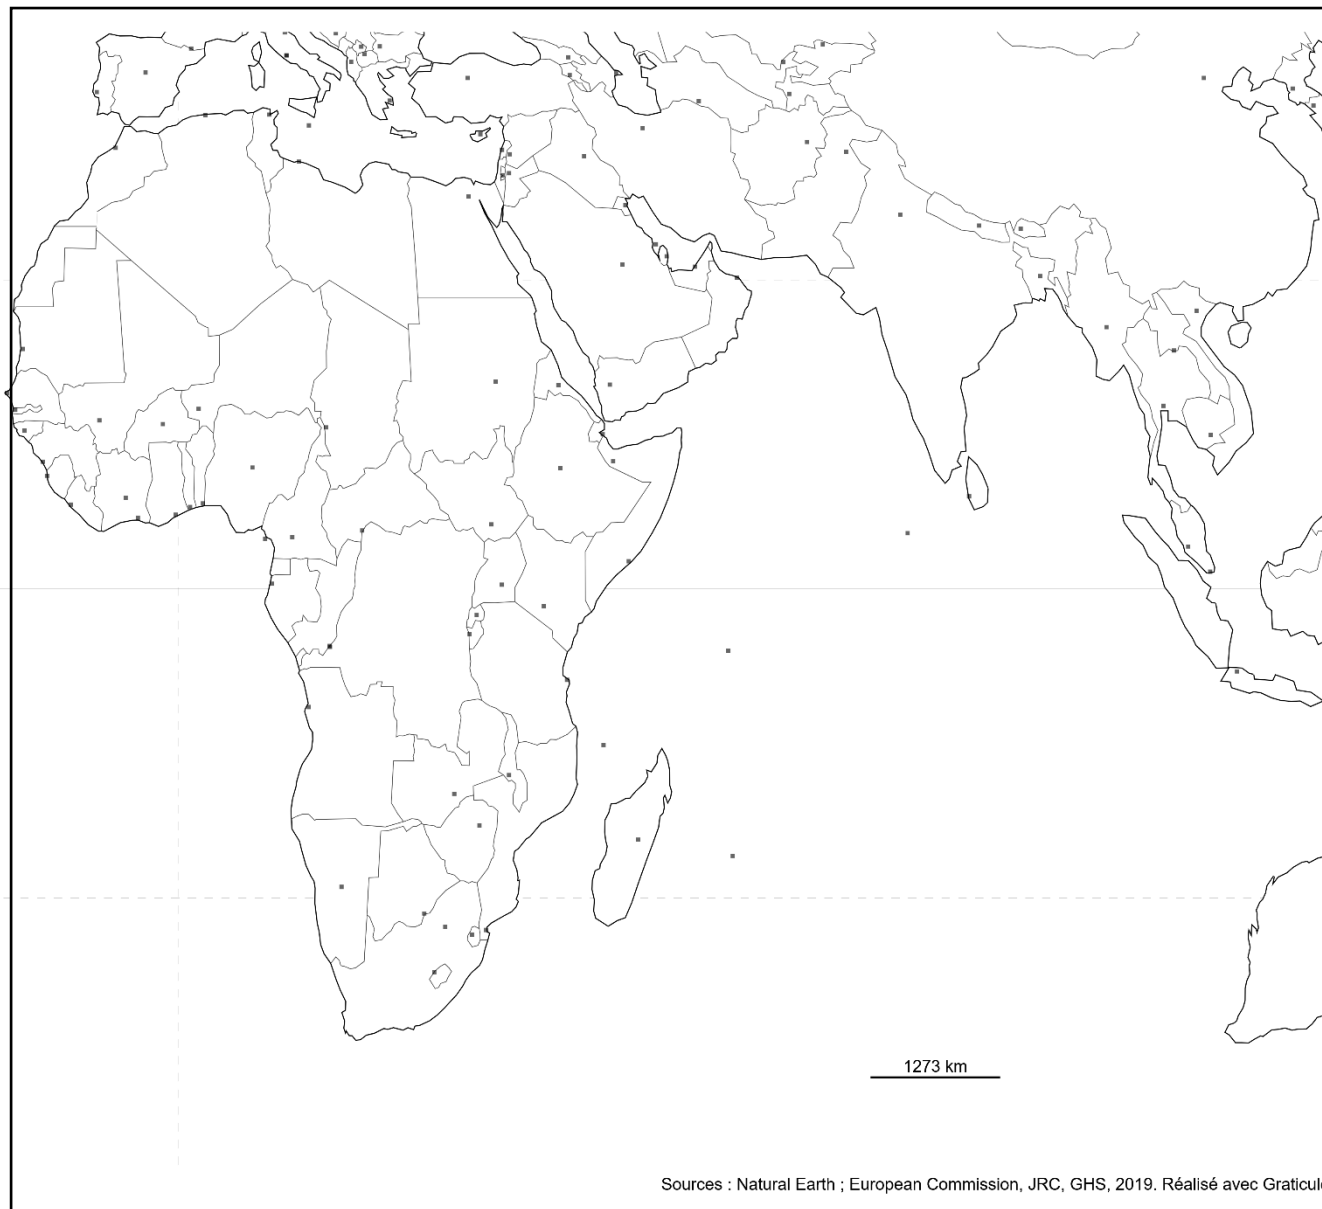 1273 km
Sources : Natural Earth ; European Commission, JRC, GHS, 2019. Réalisé avec Graticule